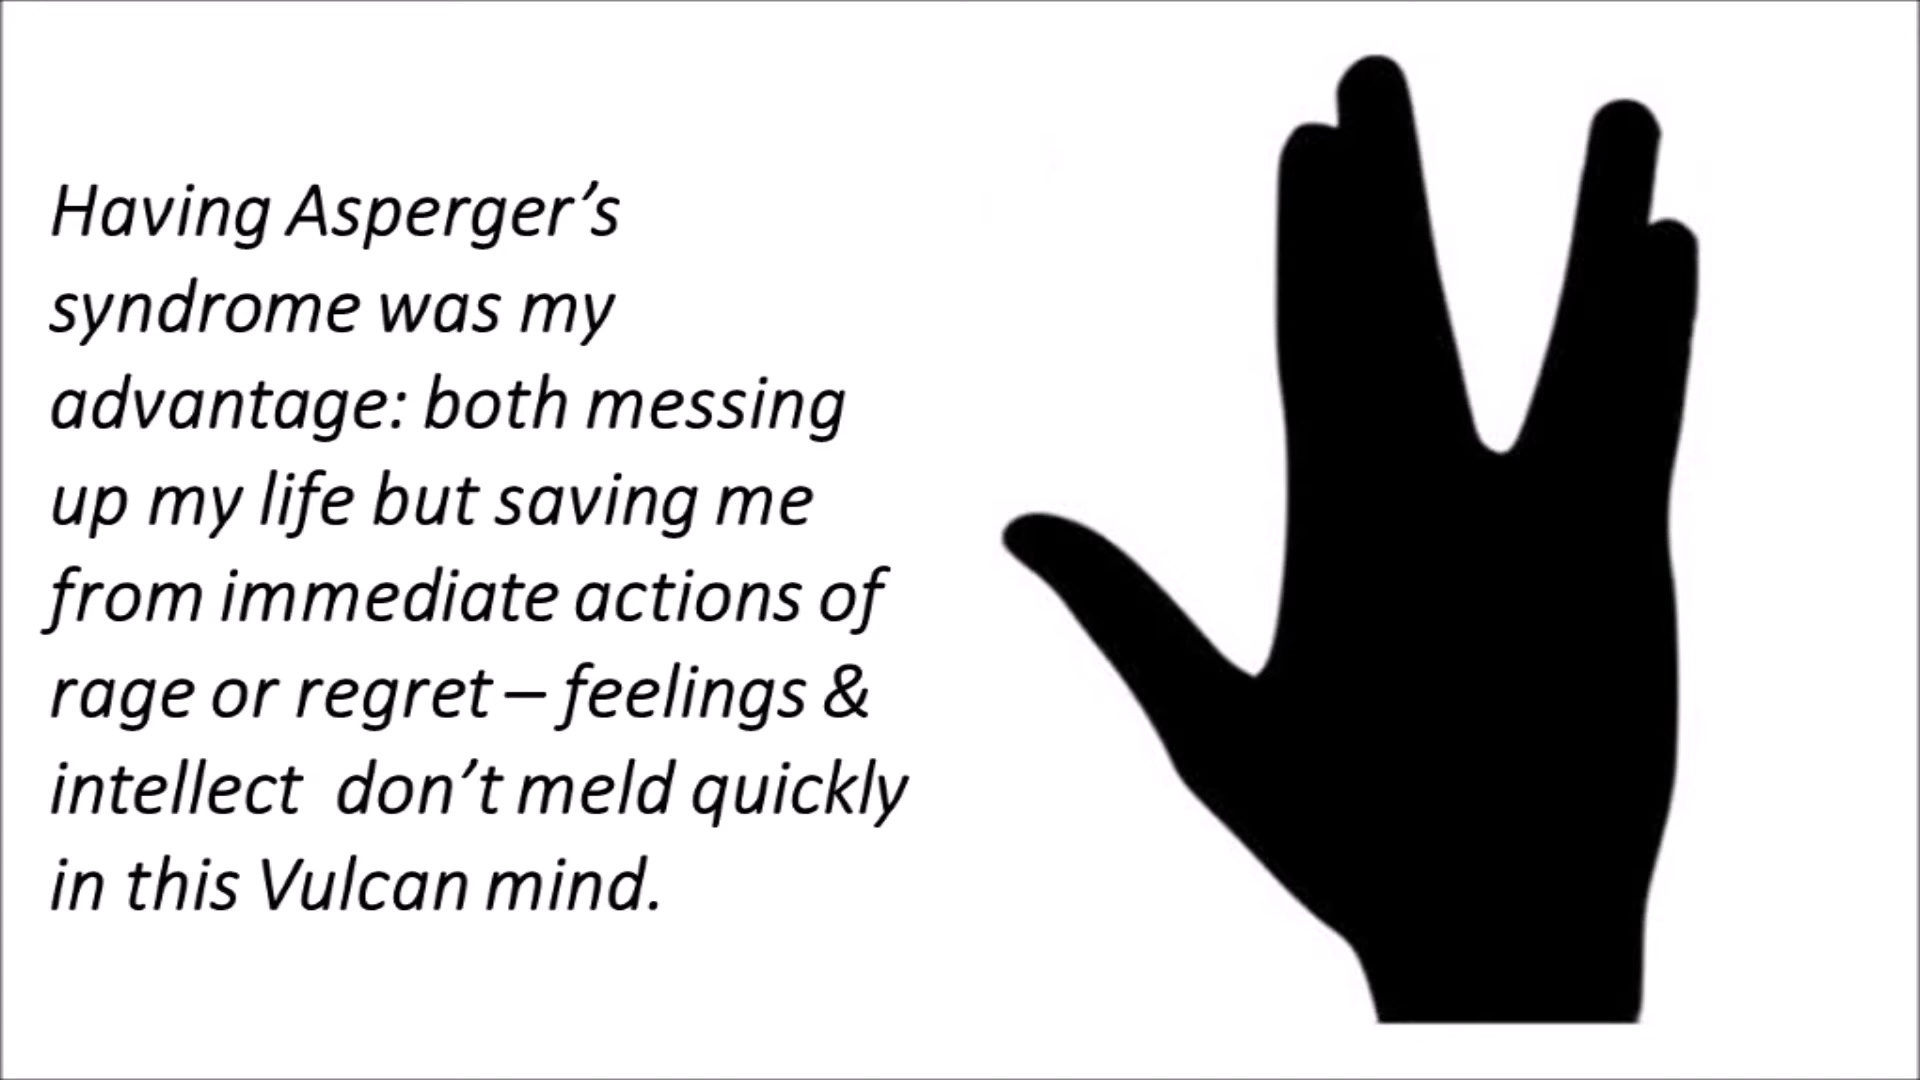 Having Asperger’s
syndrome was my
advantage: both messing
up my life but saving me
from immediate actions of
rage or regret – feelings &
intellect  don’t meld quickly
in this Vulcan mind.